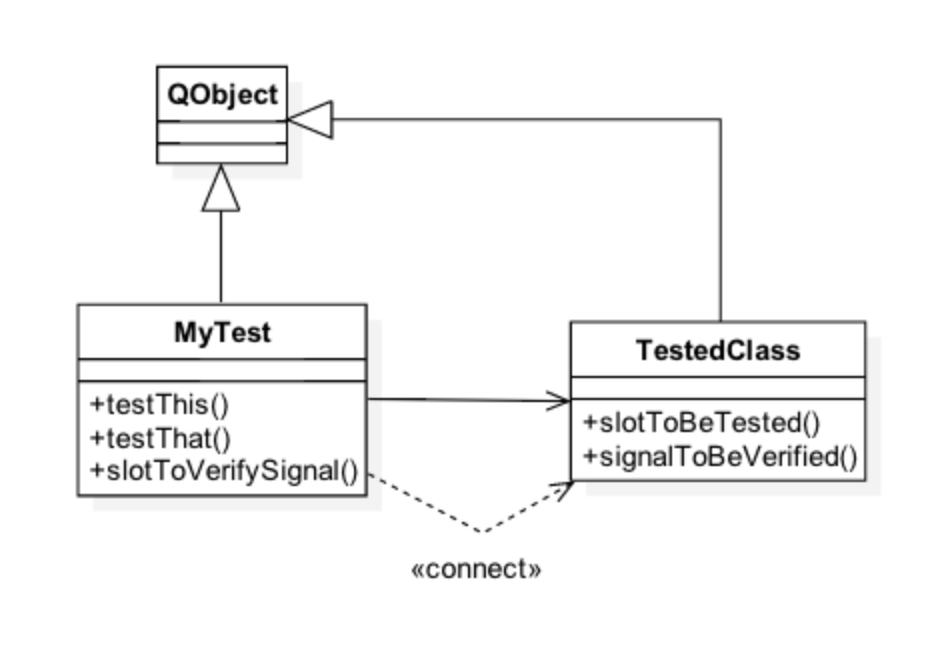 QObject
MyTest
+testThis()
+testThat()
+slotToVerifySignal()
TestedClass
+slotToBeTested()
+signalToBeVerified()
«connect»